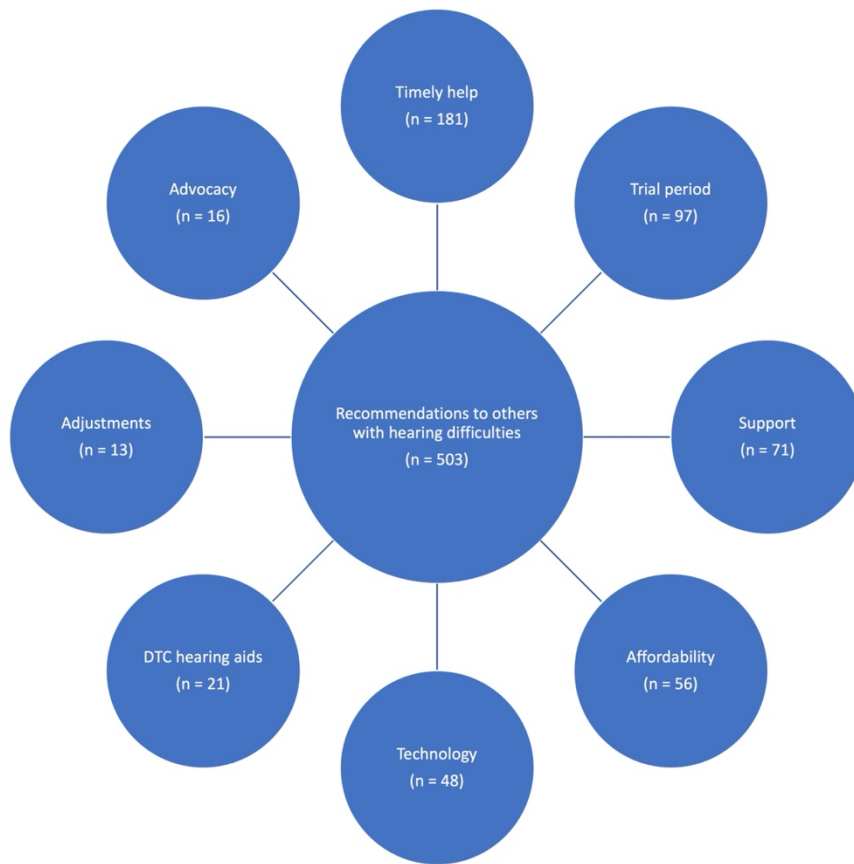 Timely help
(n = 181)
Trial period
(n = 97)
Support
(n = 71)
Affordability
(n = 56)
Technology
(n = 48)
DTC hearing aids
(n = 21)
Adjustments
(n = 13)
Advocacy
(n = 16)
Recommendations to others
with hearing difficulties
(n = 503)